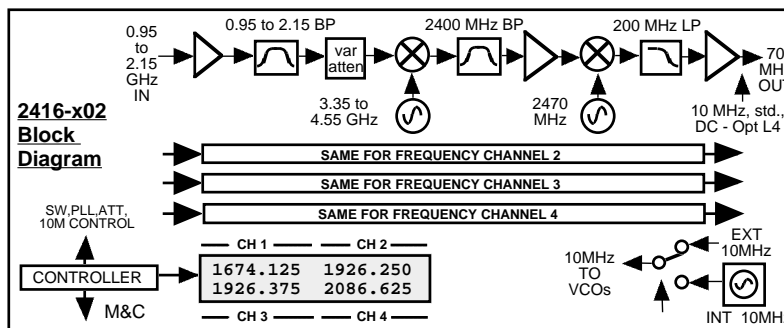 0.95
to
2.15
GHz
IN
0.95 to 2.15 BP
var
atten
2400 MHz BP
200 MHz LP
70
MH
OUT
3.35 to
4.55 GHz
2470
MHz
10 MHz, std.,
DC - Opt L4
2416-x02
Block
Diagram
SAME FOR FREQUENCY CHANNEL 2
SAME FOR FREQUENCY CHANNEL 3
SAME FOR FREQUENCY CHANNEL 4
SW,PLL,ATT,
10M CONTROL
CONTROLLER
M&C
CH 1 CH 2
1674.125 1926.250
1926.375 2086.625
CH 3 CH 4
10MHz
TO
VCOs
EXT
10MHz
INT 10MH